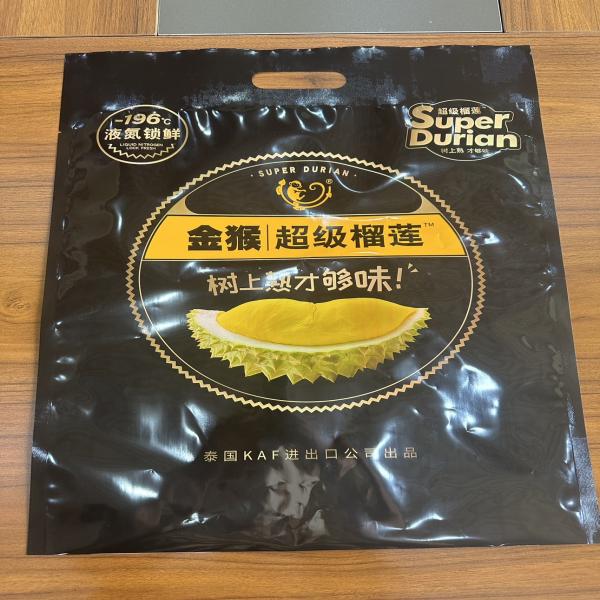 -196℃
液氮锁鲜
LIQUID NITROGEN
LOCK FRESH
超级榴莲
Super
Durian
树上熟 才够味
· SUPER DURIAN ·
®
金猴|超级榴莲™
树上熟才够味!
泰国KAF进出口公司出品